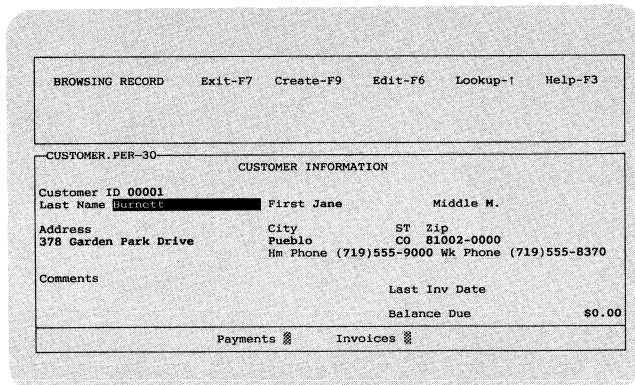 BROWSING RECORD Exit-F7 Create-F9 Edit-F6 Lookup-↑ Help-F3
CUSTOMER.PER-30
CUSTOMER INFORMATION
Customer ID 00001
Last Name Burnett First Jane Middle M.
Address City ST Zip
378 Garden Park Drive Pueblo CO 81002-0000
Hm Phone (719)555-9000 Wk Phone (719)555-8370
Comments
Last Inv Date
Balance Due $0.00
Payments ▒ Invoices ▒